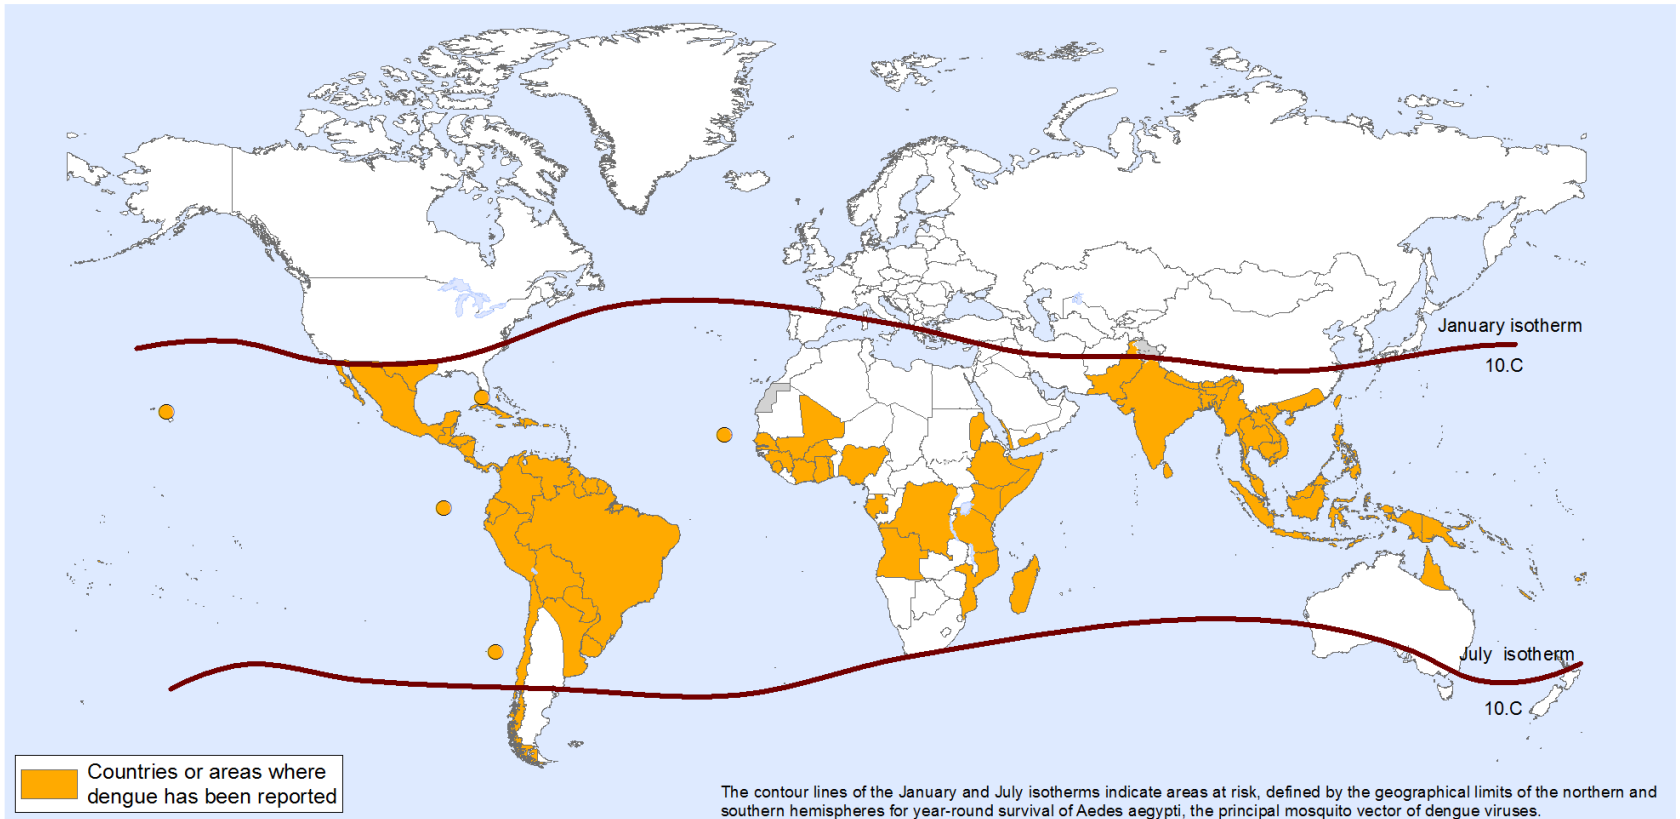 January isotherm
10.C
July isotherm
10.C
Countries or areas where
dengue has been reported
The contour lines of the January and July isotherms indicate areas at risk, defined by the geographical limits of the northern and
southern hemispheres for year-round survival of Aedes aegypti, the principal mosquito vector of dengue viruses.